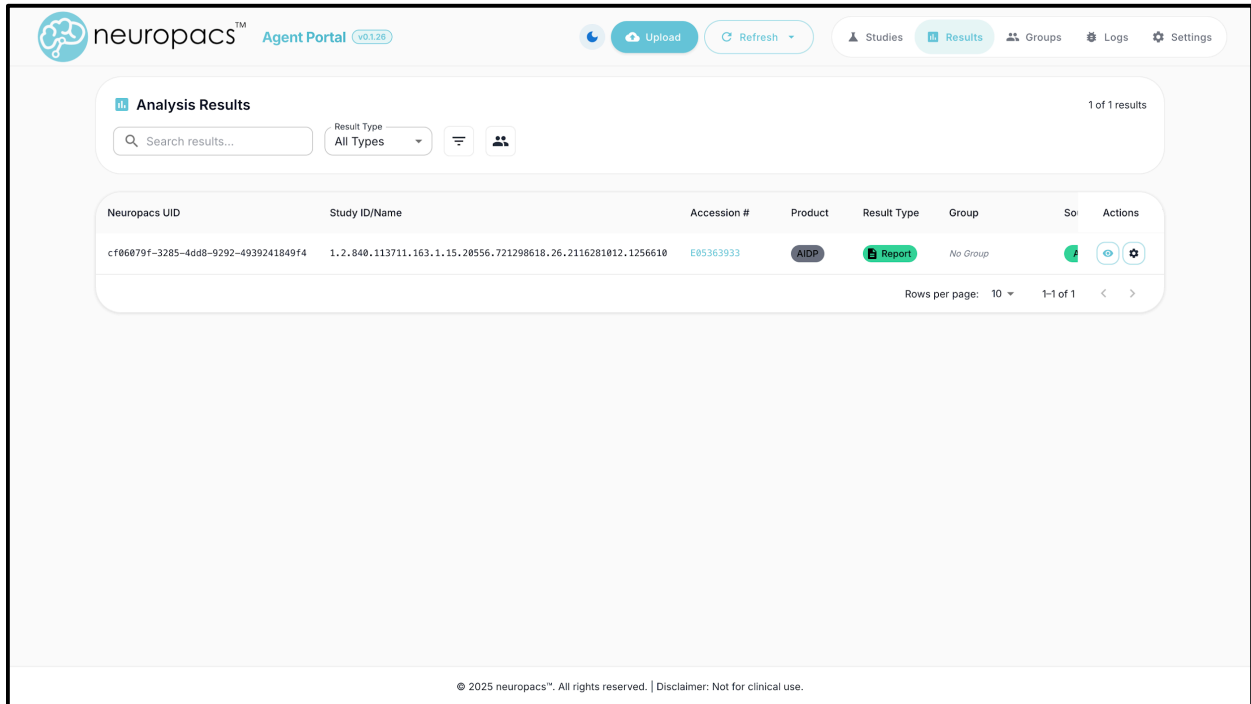 neuropacs™ Agent Portal v0.1.26 Upload Refresh Studies Results Groups Logs Settings
Analysis Results 1 of 1 results
Search results... Result Type All Types
Neuropacs UID Study ID/Name Accession # Product Result Type Group Actions
cf06079f-3285-4dd8-9292-4939241849f4 1.2.840.113711.163.1.15.20556.721298618.26.2116281012.1256610 E05363933 AIDP Report No Group
Rows per page: 10 1–1 of 1
© 2025 neuropacs™. All rights reserved. | Disclaimer: Not for clinical use.